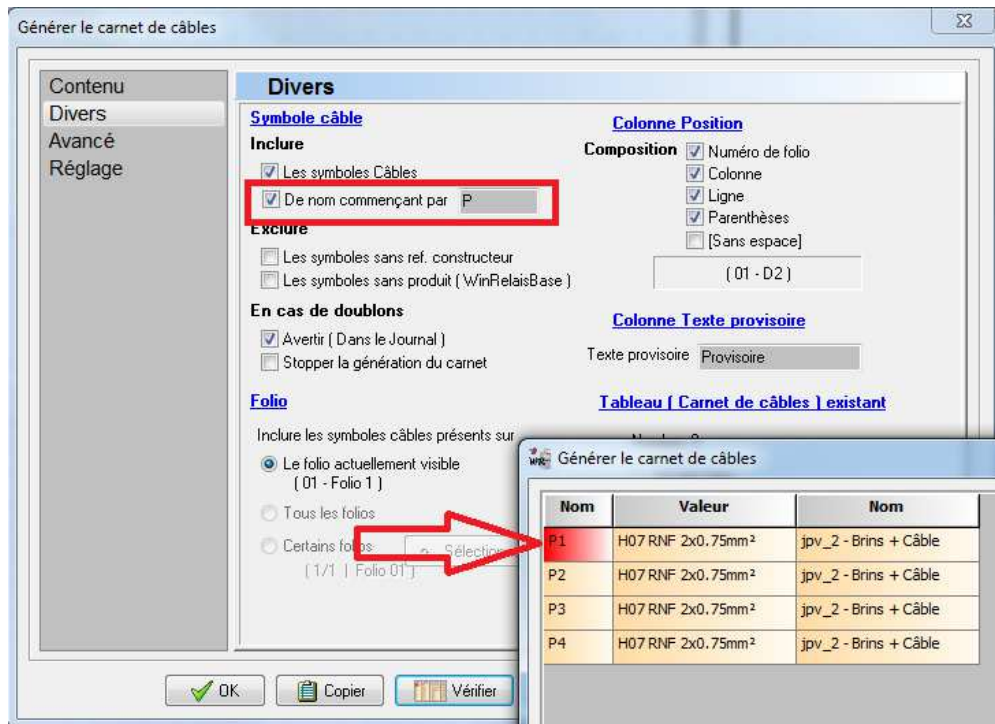 Générer le carnet de câbles
Contenu
Divers
Avancé
Réglage
Divers
Symbole câble
Inclure
Les symboles Câbles
De nom commençant par P
Exclure
Les symboles sans ref. constructeur
Les symboles sans produit ( WinRelaisBase )
En cas de doublons
Avertir ( Dans le Journal )
Stopper la génération du carnet
Folio
Inclure les symboles câbles présents sur
Le folio actuellement visible
( 01 - Folio 1 )
Tous les folios
Certains folios
( 1/1 | Folio 01 )
Colonne Position
Composition
Numéro de folio
Colonne
Ligne
Parenthèses
[Sans espace]
( 01 - D2 )
Colonne Texte provisoire
Texte provisoire Provisoire
Tableau ( Carnet de câbles ) existant
OK
Copier
Vérifier
Générer le carnet de câbles
Nom Valeur Nom
P1 H07 RNF 2x0.75mm² jpv_2 - Brins + Câble
P2 H07 RNF 2x0.75mm² jpv_2 - Brins + Câble
P3 H07 RNF 2x0.75mm² jpv_2 - Brins + Câble
P4 H07 RNF 2x0.75mm² jpv_2 - Brins + Câble